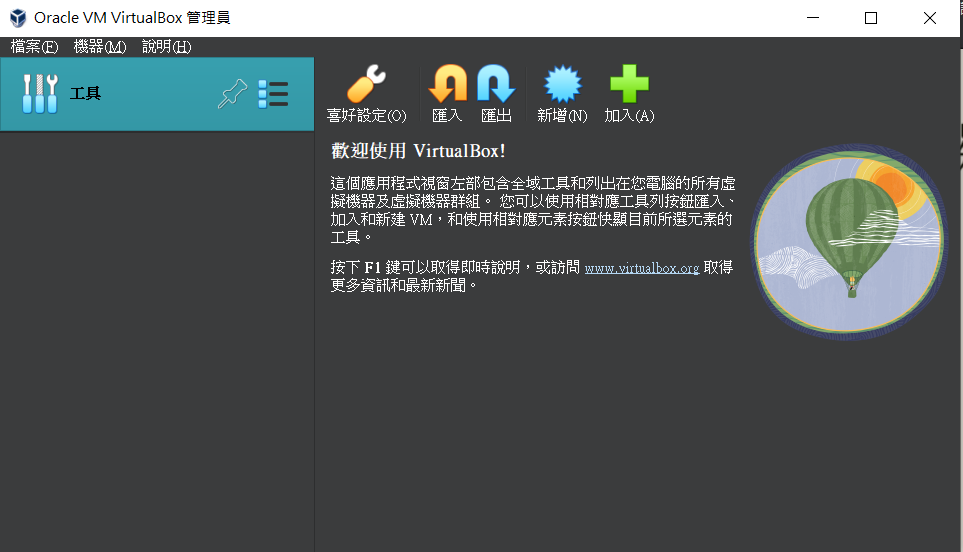 Oracle VM VirtualBox 管理員
檔案(F) 機器(M) 說明(H)
工具
喜好設定(O) 匯入 匯出 新增(N) 加入(A)
歡迎使用 VirtualBox!
這個應用程式視窗左部包含全域工具和列出在您電腦的所有虛
擬機器及虛擬機器群組。 您可以使用相對應工具列按鈕匯入、
加入和新建 VM，和使用相對應元素按鈕快顯目前所選元素的
工具。
按下 F1 鍵可以取得即時說明，或訪問 www.virtualbox.org 取得
更多資訊和最新新聞。